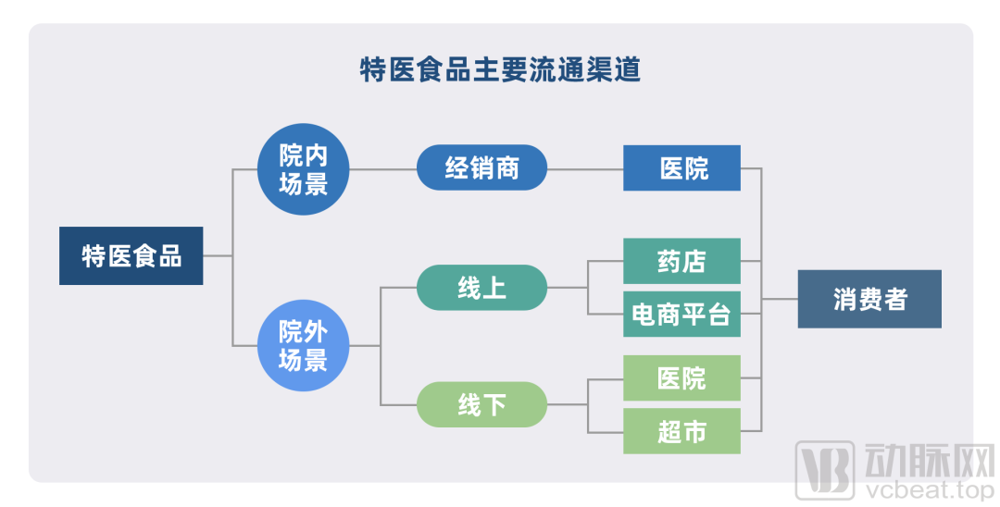 特医食品主要流通渠道
院内
场景
经销商
医院
特医食品
院外
场景
线上
药店
电商平台
线下
医院
超市
消费者
VB
动脉网
vcbeat.top